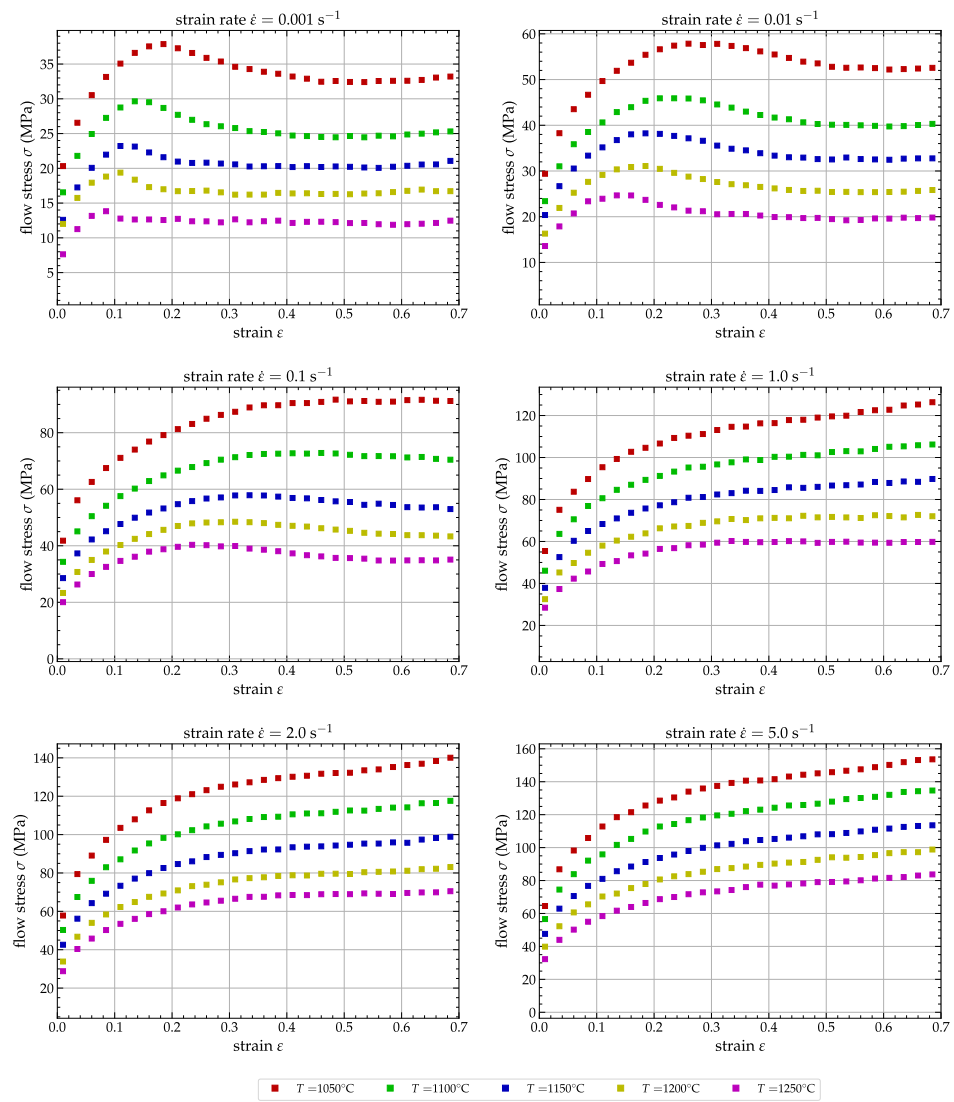 strain rate ε̇ = 0.001 s⁻¹
flow stress σ (MPa)
35
30
25
20
15
10
5
0.0 0.1 0.2 0.3 0.4 0.5 0.6 0.7
strain ε
strain rate ε̇ = 0.01 s⁻¹
flow stress σ (MPa)
60
50
40
30
20
10
0.0 0.1 0.2 0.3 0.4 0.5 0.6 0.7
strain ε
strain rate ε̇ = 0.1 s⁻¹
flow stress σ (MPa)
80
60
40
20
0
0.0 0.1 0.2 0.3 0.4 0.5 0.6 0.7
strain ε
strain rate ε̇ = 1.0 s⁻¹
flow stress σ (MPa)
120
100
80
60
40
20
0.0 0.1 0.2 0.3 0.4 0.5 0.6 0.7
strain ε
strain rate ε̇ = 2.0 s⁻¹
flow stress σ (MPa)
140
120
100
80
60
40
20
0.0 0.1 0.2 0.3 0.4 0.5 0.6 0.7
strain ε
strain rate ε̇ = 5.0 s⁻¹
flow stress σ (MPa)
160
140
120
100
80
60
40
20
0
0.0 0.1 0.2 0.3 0.4 0.5 0.6 0.7
strain ε
T =1050°C T =1100°C T =1150°C T =1200°C T =1250°C